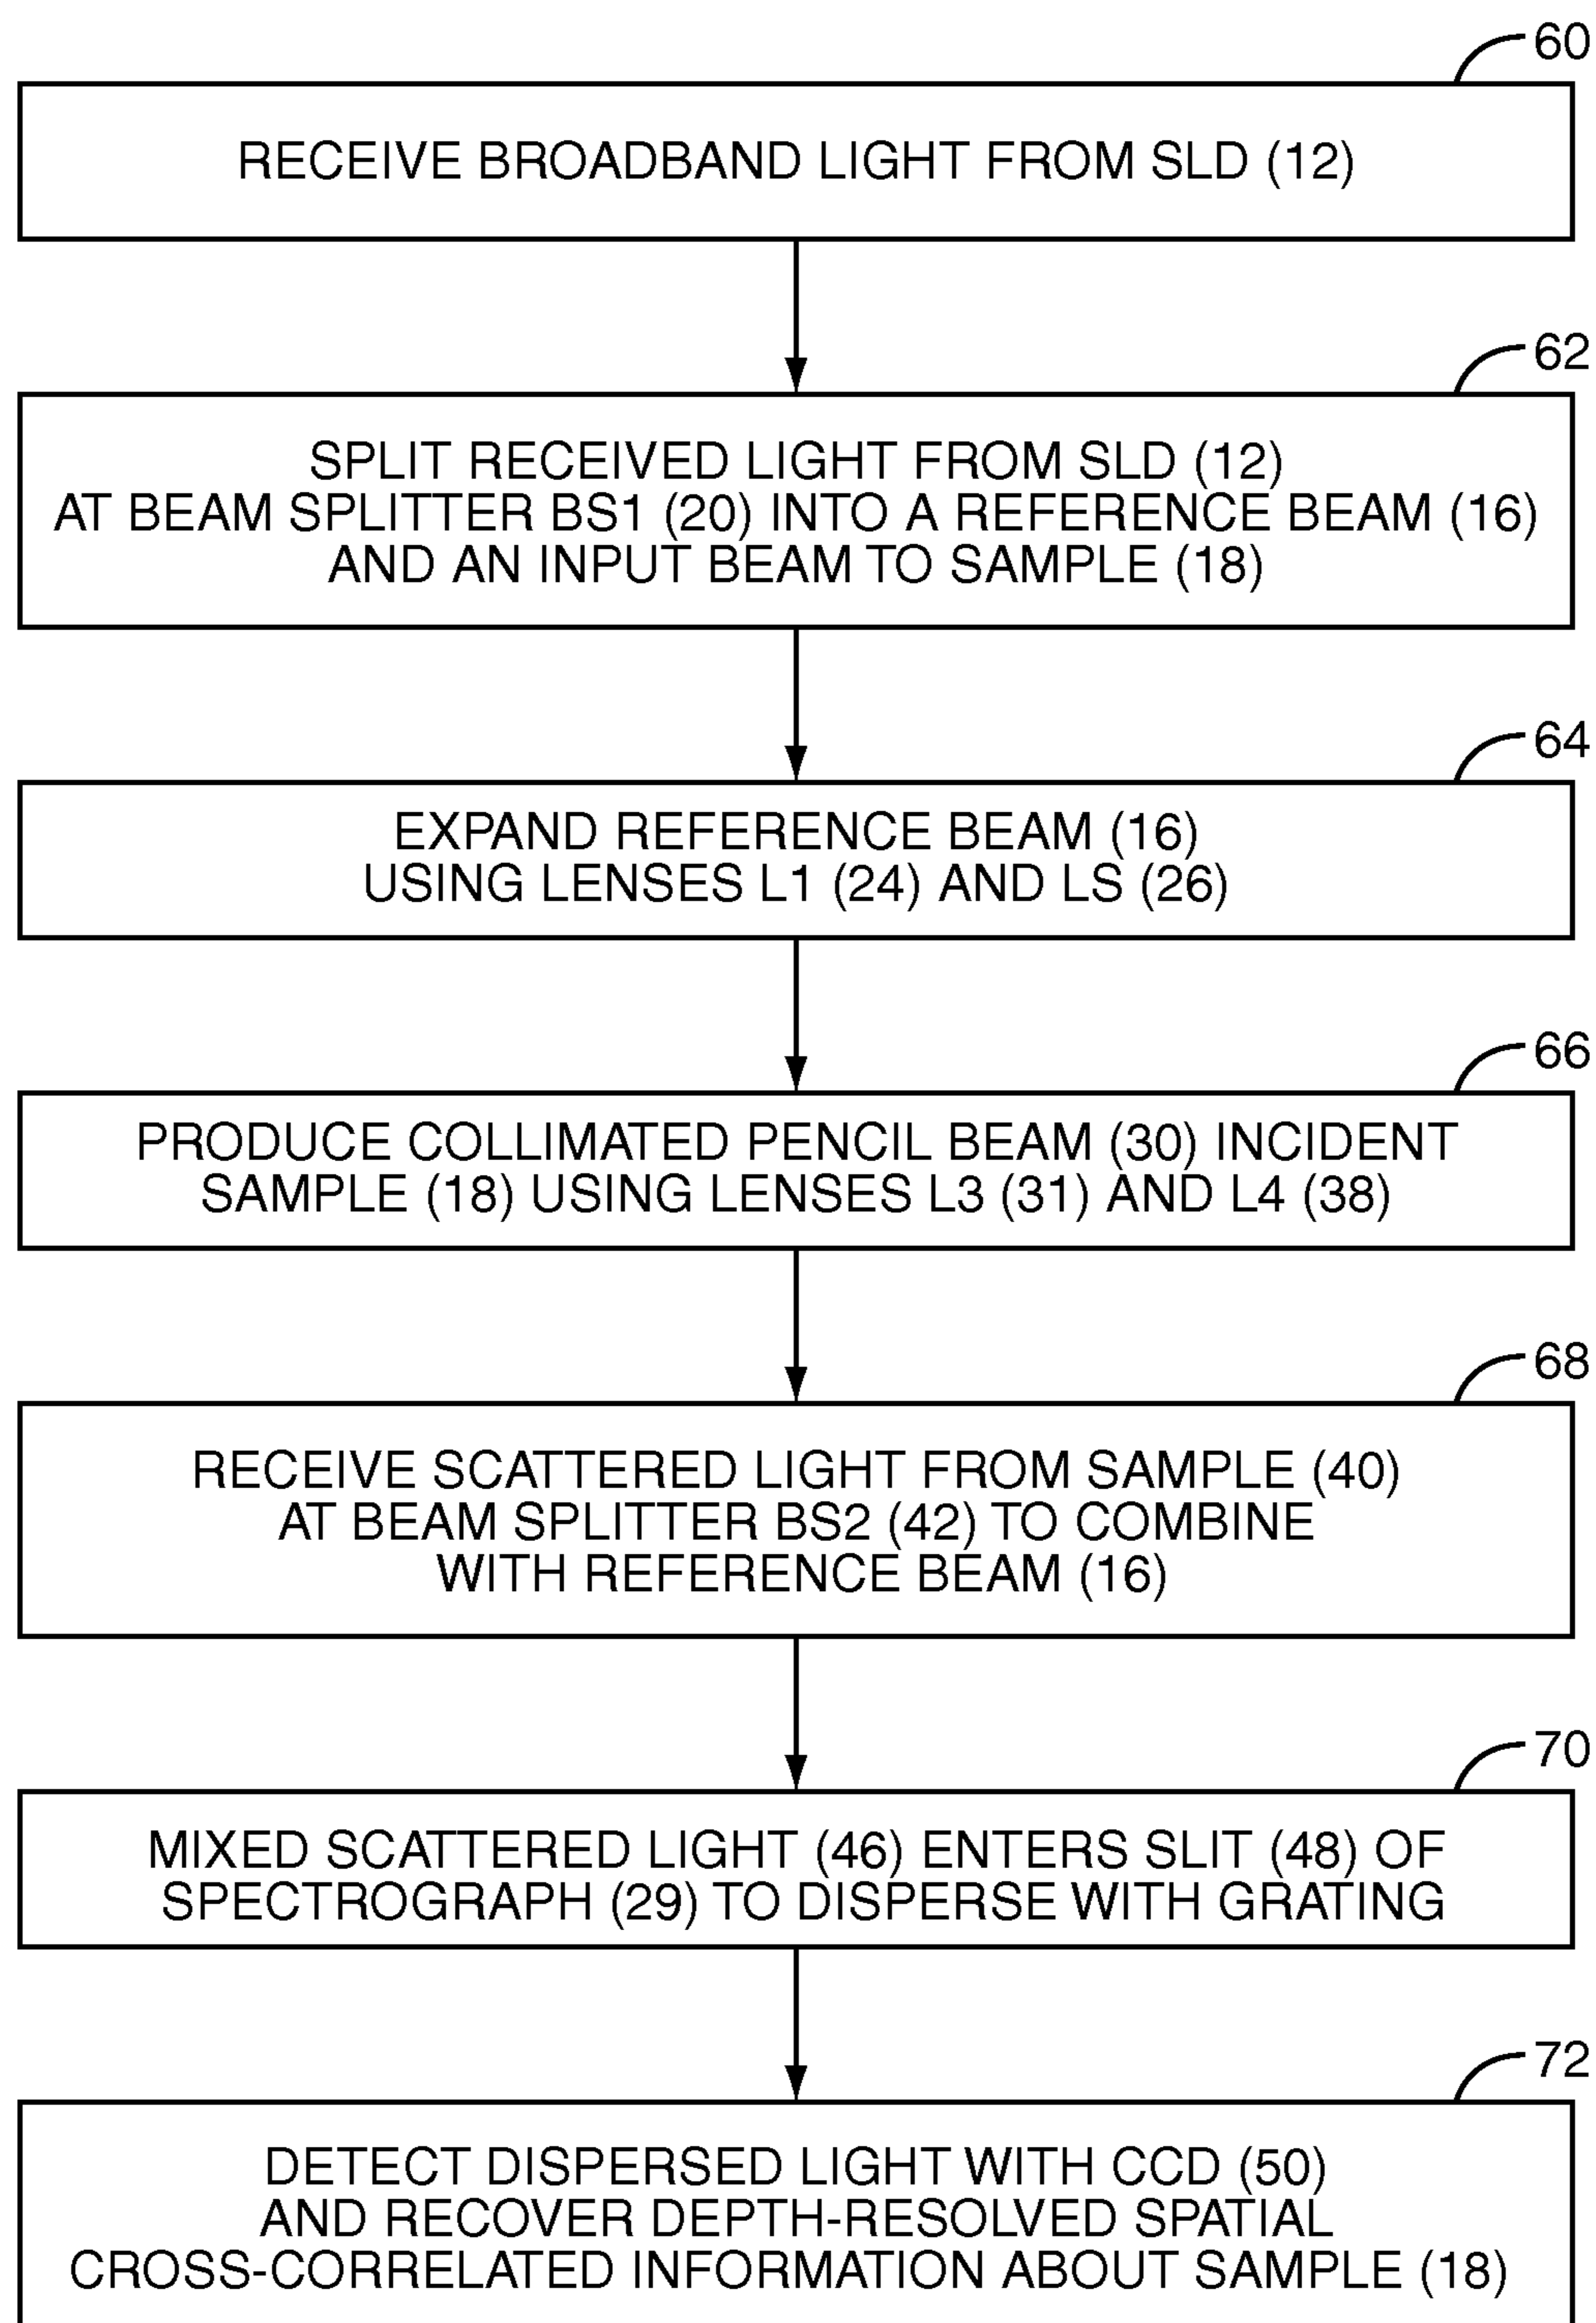 60
RECEIVE BROADBAND LIGHT FROM SLD (12)
62
SPLIT RECEIVED LIGHT FROM SLD (12)
AT BEAM SPLITTER BS1 (20) INTO A REFERENCE BEAM (16)
AND AN INPUT BEAM TO SAMPLE (18)
64
EXPAND REFERENCE BEAM (16)
USING LENSES L1 (24) AND LS (26)
66
PRODUCE COLLIMATED PENCIL BEAM (30) INCIDENT
SAMPLE (18) USING LENSES L3 (31) AND L4 (38)
68
RECEIVE SCATTERED LIGHT FROM SAMPLE (40)
AT BEAM SPLITTER BS2 (42) TO COMBINE
WITH REFERENCE BEAM (16)
70
MIXED SCATTERED LIGHT (46) ENTERS SLIT (48) OF
SPECTROGRAPH (29) TO DISPERSE WITH GRATING
72
DETECT DISPERSED LIGHT WITH CCD (50)
AND RECOVER DEPTH-RESOLVED SPATIAL
CROSS-CORRELATED INFORMATION ABOUT SAMPLE (18)